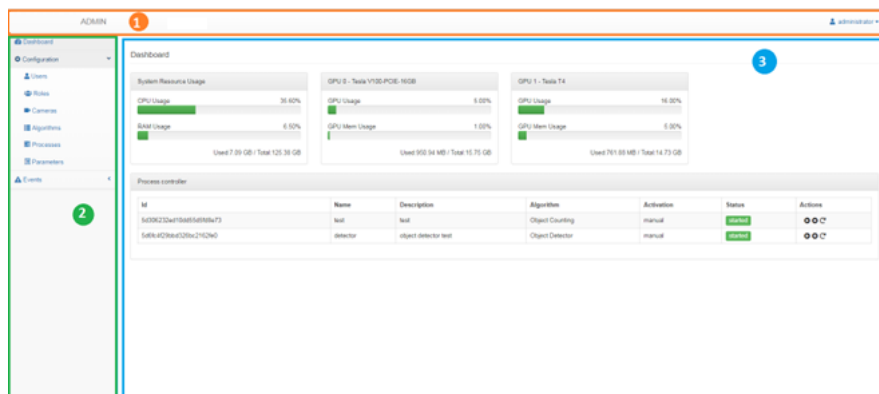 ADMIN
1
administrator
Dashboard
Configuration
Users
Roles
Cameras
Algorithms
Processes
Parameters
Events
2
3
Dashboard
System Resource Usage
CPU Usage 35.60%
RAM Usage 6.50%
Used 7.09 GB / Total 125.38 GB
GPU 0 - Tesla V100-PCIE-16GB
GPU Usage 5.00%
GPU Mem Usage 1.00%
Used 950.94 MB / Total 15.75 GB
GPU 1 - Tesla T4
GPU Usage 16.00%
GPU Mem Usage 5.00%
Used 761.88 MB / Total 14.73 GB
Process controller
Id Name Description Algorithm Activation Status Actions
test test Object Counting manual started
detector object detector test Object Detector manual started